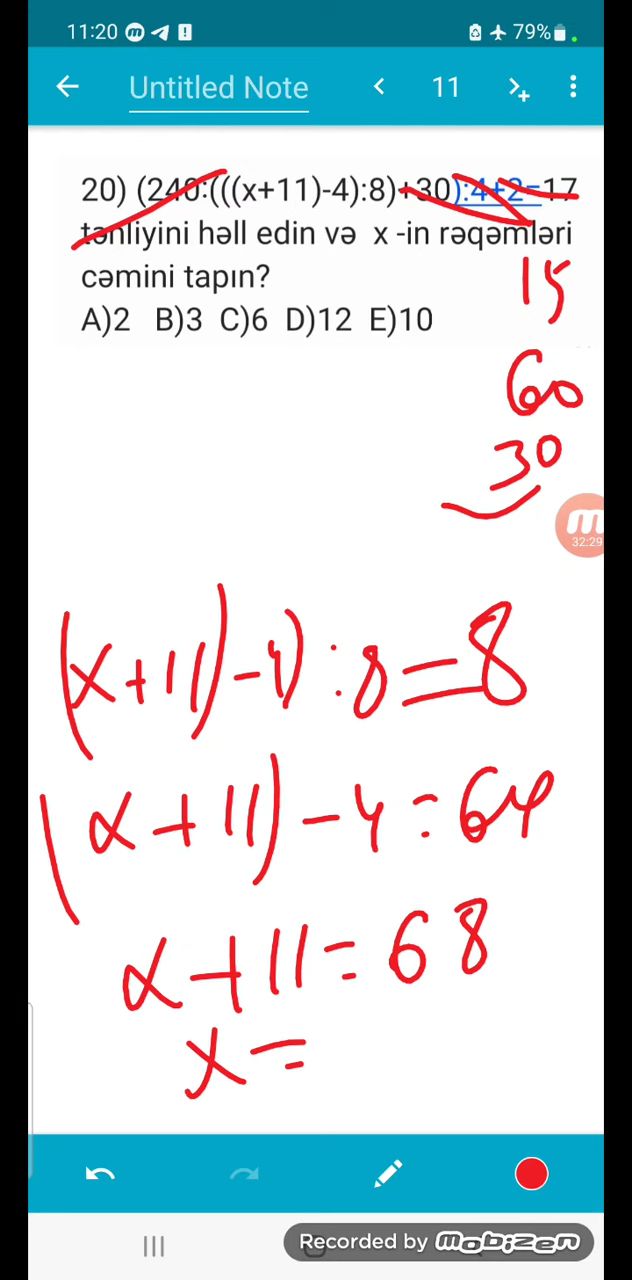 11:20 79%
Untitled Note 11
20) (240:(((x+11)-4):8)+30):4+2=17
tənliyini həll edin və x -in rəqəmləri
cəmini tapın?
A)2 B)3 C)6 D)12 E)10
15
60
30
32:29
(x+11)-4):8=8
(x+11)-4=64
x+11=68
x=
Recorded by mobizen